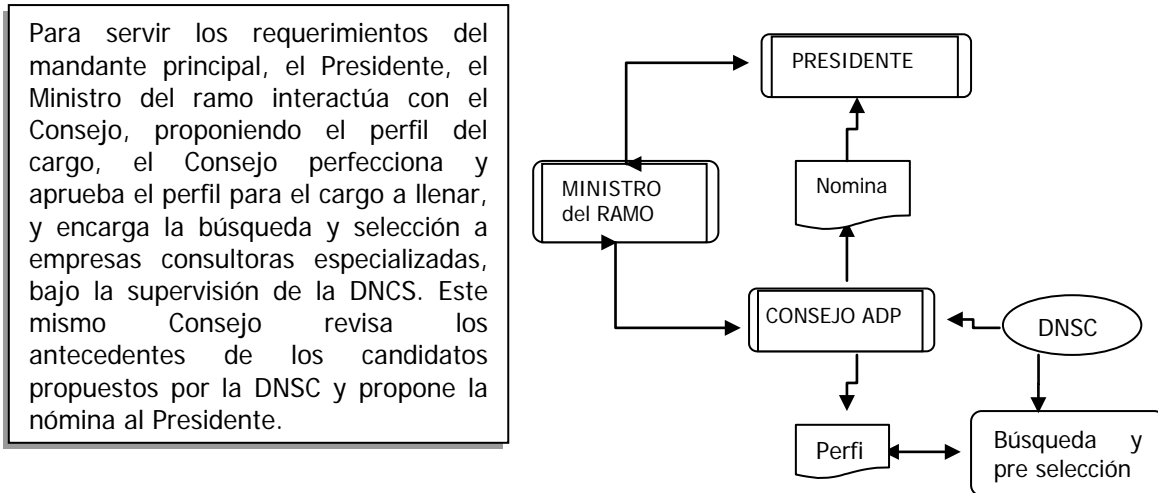 Para servir los requerimientos del
mandante principal, el Presidente, el
Ministro del ramo interactúa con el
Consejo, proponiendo el perfil del
cargo, el Consejo perfecciona y
aprueba el perfil para el cargo a llenar,
y encarga la búsqueda y selección a
empresas consultoras especializadas,
bajo la supervisión de la DNCS. Este
mismo Consejo revisa los
antecedentes de los candidatos
propuestos por la DNSC y propone la
nómina al Presidente.
PRESIDENTE
MINISTRO
del RAMO
Nomina
CONSEJO ADP
DNSC
Perfi
Búsqueda y
pre selección